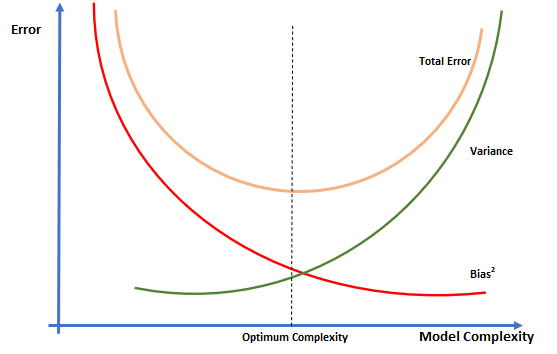 Error
Total Error
Variance
Bias²
Optimum Complexity
Model Complexity